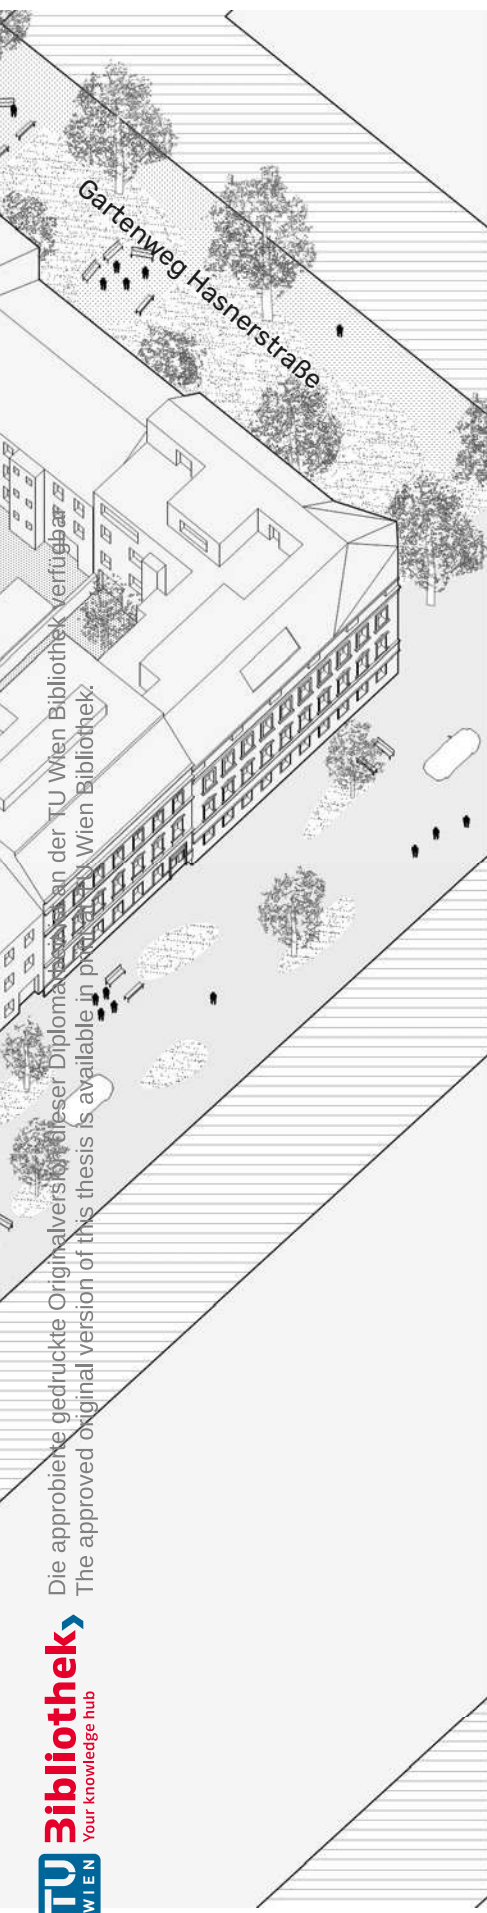 Gartenweg Hasnerstraße
Die approbierte gedruckte Originalversion dieser Diplomarbeit ist an der TU Wien Bibliothek verfügbar
The approved original version of this thesis is available in print at TU Wien Bibliothek.
Bibliothek
Your knowledge hub
TU
WIEN